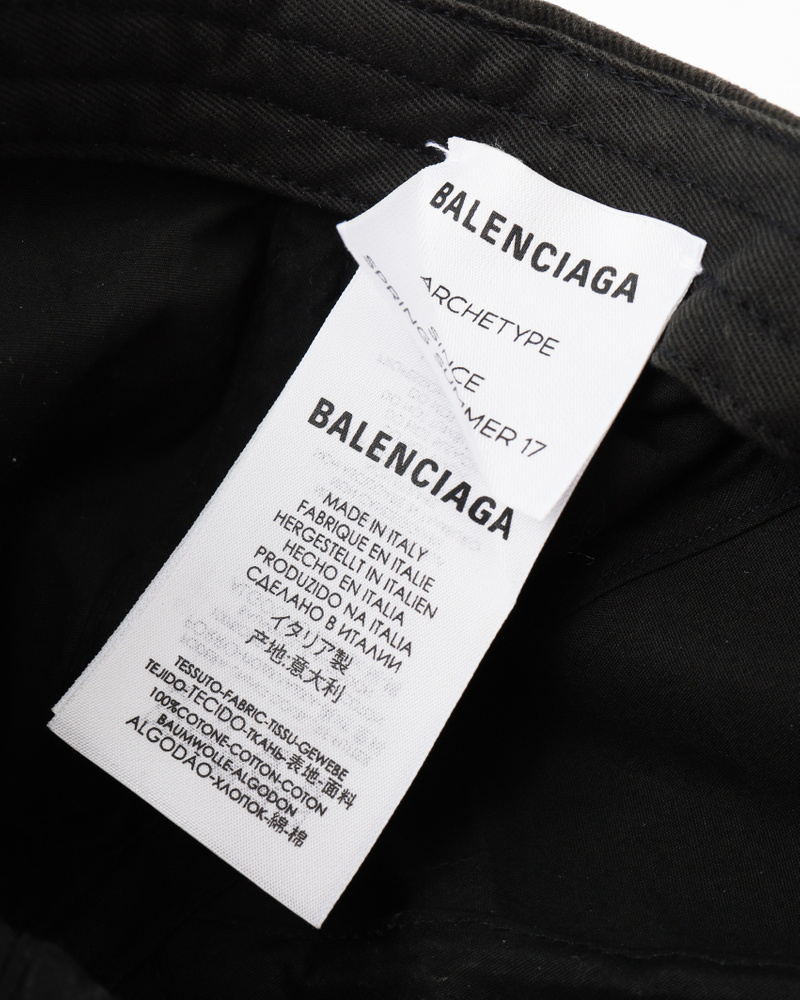 BALENCIAGA
ARCHETYPE
SINCE
SPRING SUMMER 17
BALENCIAGA
MADE IN ITALY
FABRIQUE EN ITALIE
HERGESTELLT IN ITALIEN
HECHO EN ITALIA
PRODUZIDO NA ITALIA
СДЕЛАНО В ИТАЛИИ
イタリア製
产地:意大利
TESSUTO-FABRIC-TISSU-GEWEBE
TEJIDO-TECIDO-ТКАНЬ-表地-面料
100%COTONE-COTTON-COTON
BAUMWOLLE-ALGODON
ALGODAO-ХЛОПОК-綿-棉